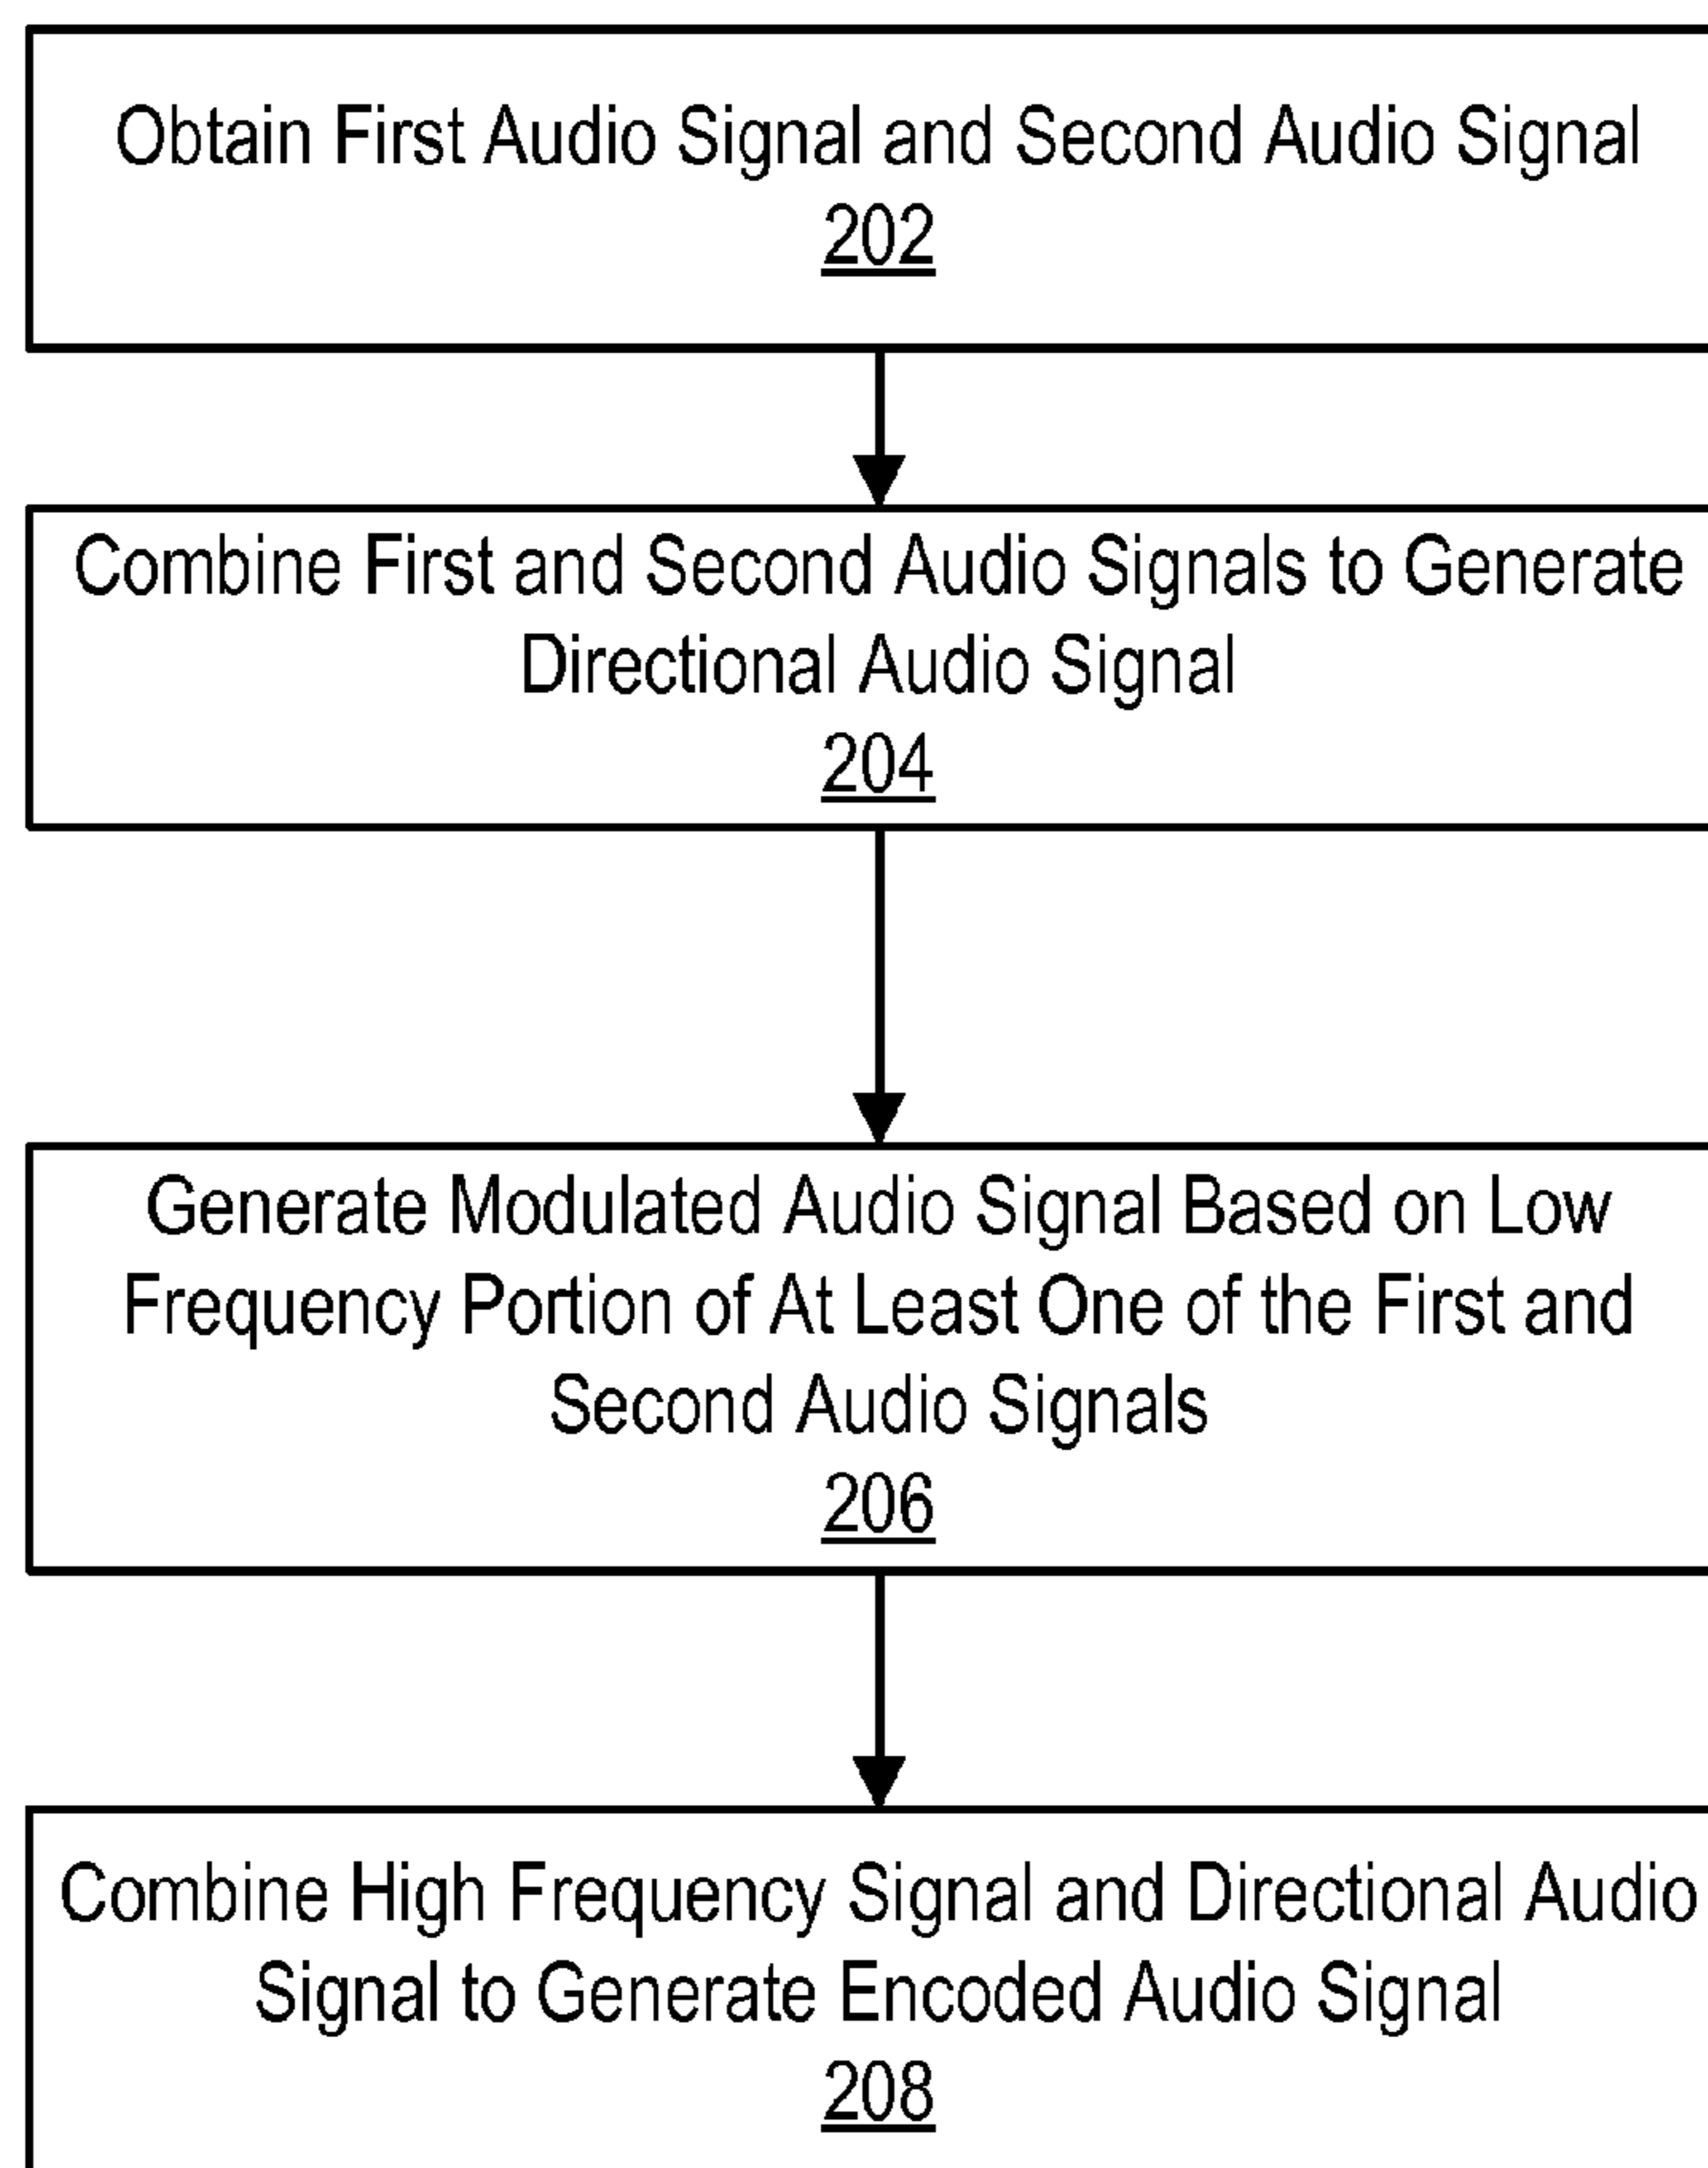 Obtain First Audio Signal and Second Audio Signal
202
Combine First and Second Audio Signals to Generate
Directional Audio Signal
204
Generate Modulated Audio Signal Based on Low
Frequency Portion of At Least One of the First and
Second Audio Signals
206
Combine High Frequency Signal and Directional Audio
Signal to Generate Encoded Audio Signal
208